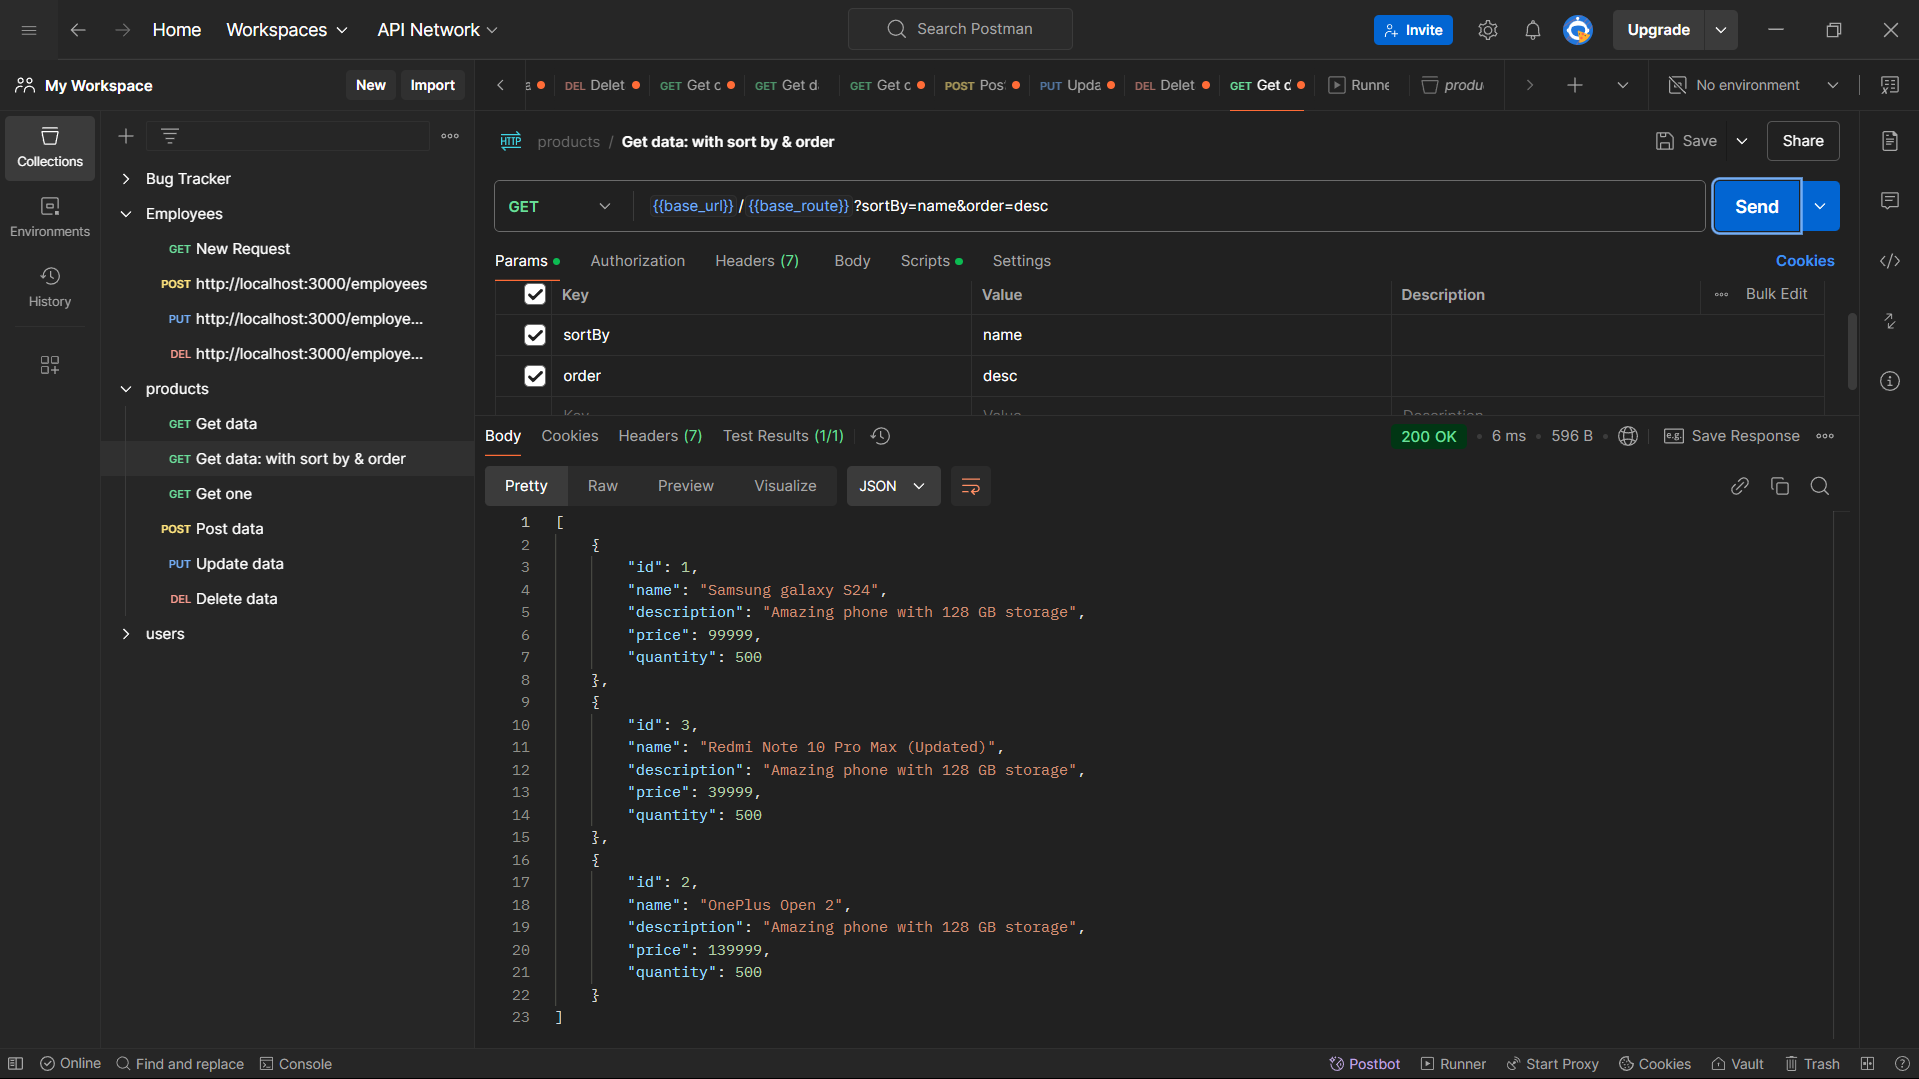 Home Workspaces API Network Search Postman Invite Upgrade
My Workspace New Import
DEL Delet GET Get c GET Get d GET Get c POST Pos PUT Upda DEL Delet GET Get d Runne produ No environment
Collections
Environments
History
Bug Tracker
Employees
GET New Request
POST http://localhost:3000/employees
PUT http://localhost:3000/employe...
DEL http://localhost:3000/employe...
products
GET Get data
GET Get data: with sort by & order
GET Get one
POST Post data
PUT Update data
DEL Delete data
users
HTTP products / Get data: with sort by & order Save Share
GET {{base_url}} / {{base_route}} ?sortBy=name&order=desc Send
Params Authorization Headers (7) Body Scripts Settings Cookies
Key Value Description Bulk Edit
sortBy name
order desc
Key Value Description
Body Cookies Headers (7) Test Results (1/1) 200 OK 6 ms 596 B e.g. Save Response
Pretty Raw Preview Visualize JSON
1 [
2 {
3 "id": 1,
4 "name": "Samsung galaxy S24",
5 "description": "Amazing phone with 128 GB storage",
6 "price": 99999,
7 "quantity": 500
8 },
9 {
10 "id": 3,
11 "name": "Redmi Note 10 Pro Max (Updated)",
12 "description": "Amazing phone with 128 GB storage",
13 "price": 39999,
14 "quantity": 500
15 },
16 {
17 "id": 2,
18 "name": "OnePlus Open 2",
19 "description": "Amazing phone with 128 GB storage",
20 "price": 139999,
21 "quantity": 500
22 }
23 ]
Online Find and replace Console Postbot Runner Start Proxy Cookies Vault Trash